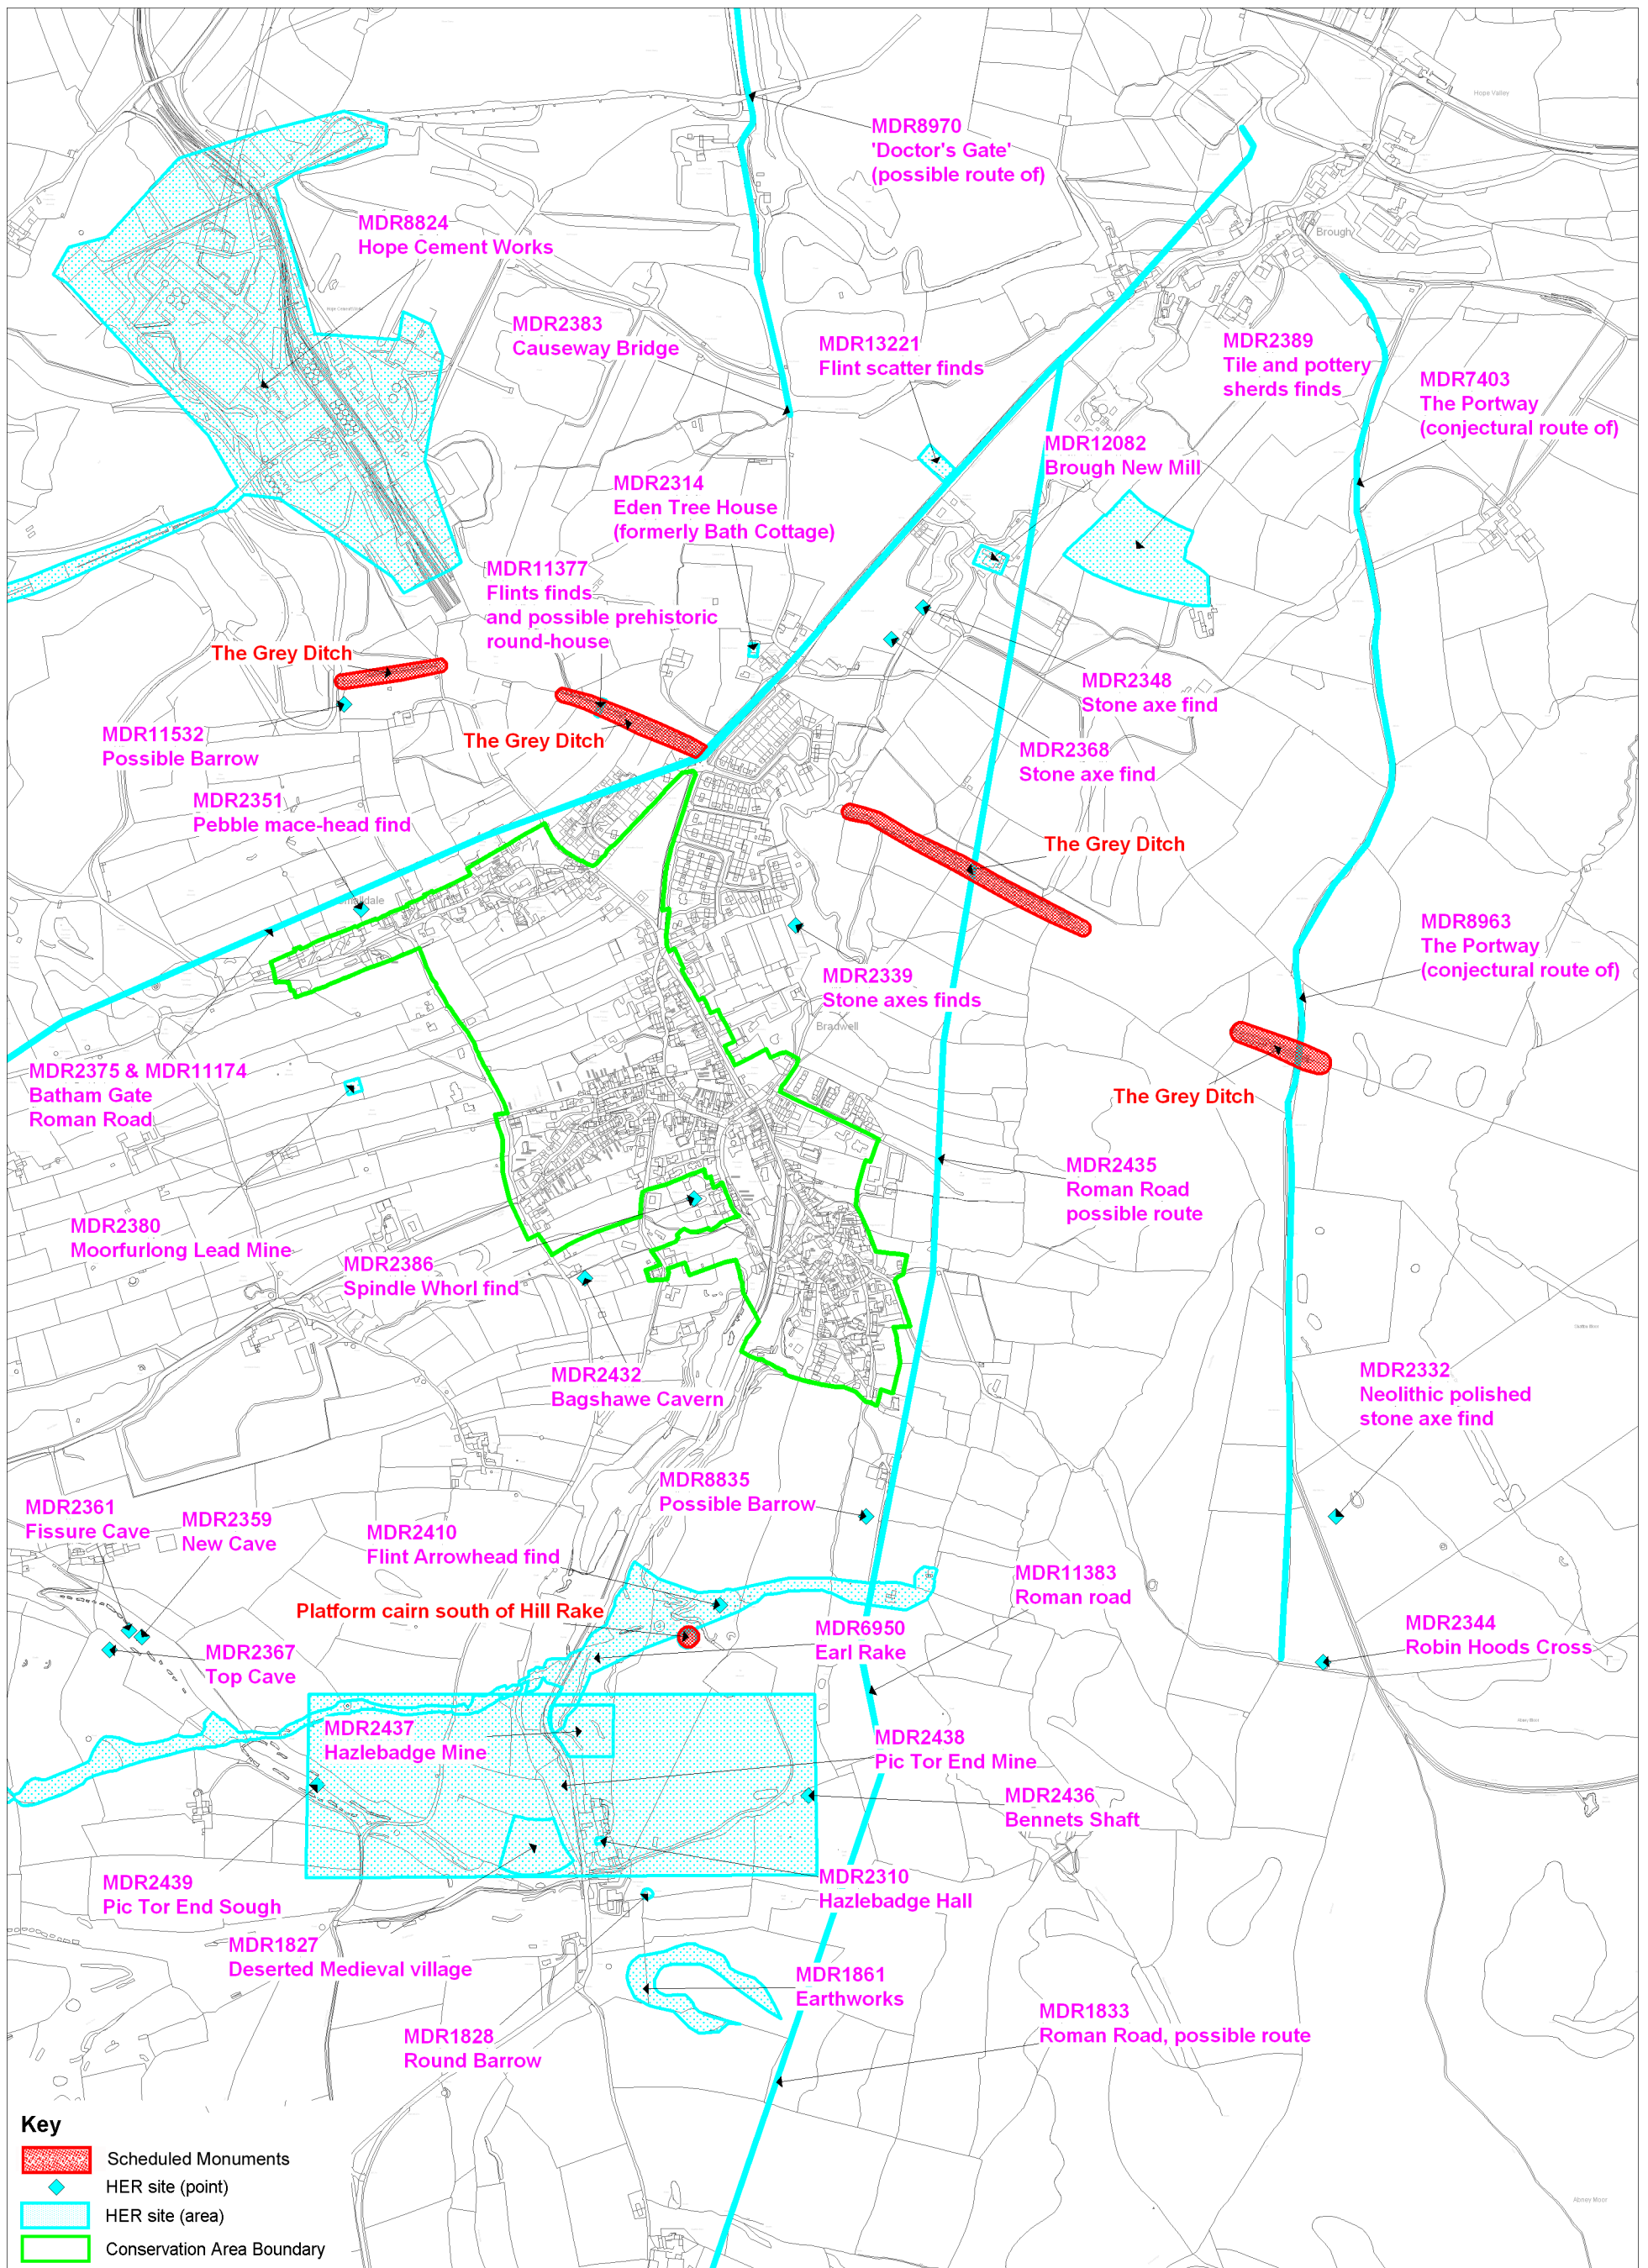 Hope Valley
MDR8970
'Doctor's Gate'
(possible route of)
MDR8824
Hope Cement Works
Brough
MDR2383
Causeway Bridge
MDR13221
Flint scatter finds
MDR2389
Tile and pottery
sherds finds
MDR7403
The Portway
(conjectural route of)
MDR12082
Brough New Mill
MDR2314
Eden Tree House
(formerly Bath Cottage)
MDR11377
Flints finds
and possible prehistoric
round-house
The Grey Ditch
MDR2348
Stone axe find
MDR11532
Possible Barrow
The Grey Ditch
MDR2368
Stone axe find
MDR2351
Pebble mace-head find
The Grey Ditch
MDR8963
The Portway
(conjectural route of)
MDR2339
Stone axes finds
Bradwell
MDR2375 & MDR11174
Batham Gate
Roman Road
The Grey Ditch
MDR2435
Roman Road
possible route
MDR2380
Moorfurlong Lead Mine
MDR2386
Spindle Whorl find
MDR2432
Bagshawe Cavern
MDR2332
Neolithic polished
stone axe find
MDR8835
Possible Barrow
MDR2361
Fissure Cave
MDR2359
New Cave
MDR2410
Flint Arrowhead find
MDR11383
Roman road
Platform cairn south of Hill Rake
MDR6950
Earl Rake
MDR2344
Robin Hoods Cross
MDR2367
Top Cave
MDR2437
Hazlebadge Mine
MDR2438
Pic Tor End Mine
MDR2436
Bennets Shaft
MDR2439
Pic Tor End Sough
MDR2310
Hazlebadge Hall
MDR1827
Deserted Medieval village
MDR1861
Earthworks
MDR1833
Roman Road, possible route
MDR1828
Round Barrow
Abney Moor
Key
Scheduled Monuments
HER site (point)
HER site (area)
Conservation Area Boundary